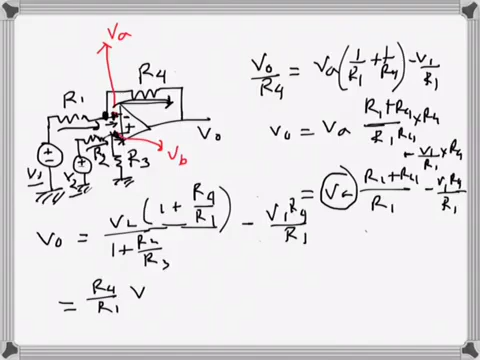 Va
R4
R1
R2
R3
Vo
Vb
V1
V2
Vo/R4 = Va(1/R1 + 1/R4) - V1/R1
vo = Va (R1+R4)/(R1R4) × R4
- V1/R1 × R4
= Va (R1+R4)/R1 - V1R4/R1
Vo = V2(1 + R4/R1)/(1 + R2/R3) - V1R4/R1
= R4/R1 V